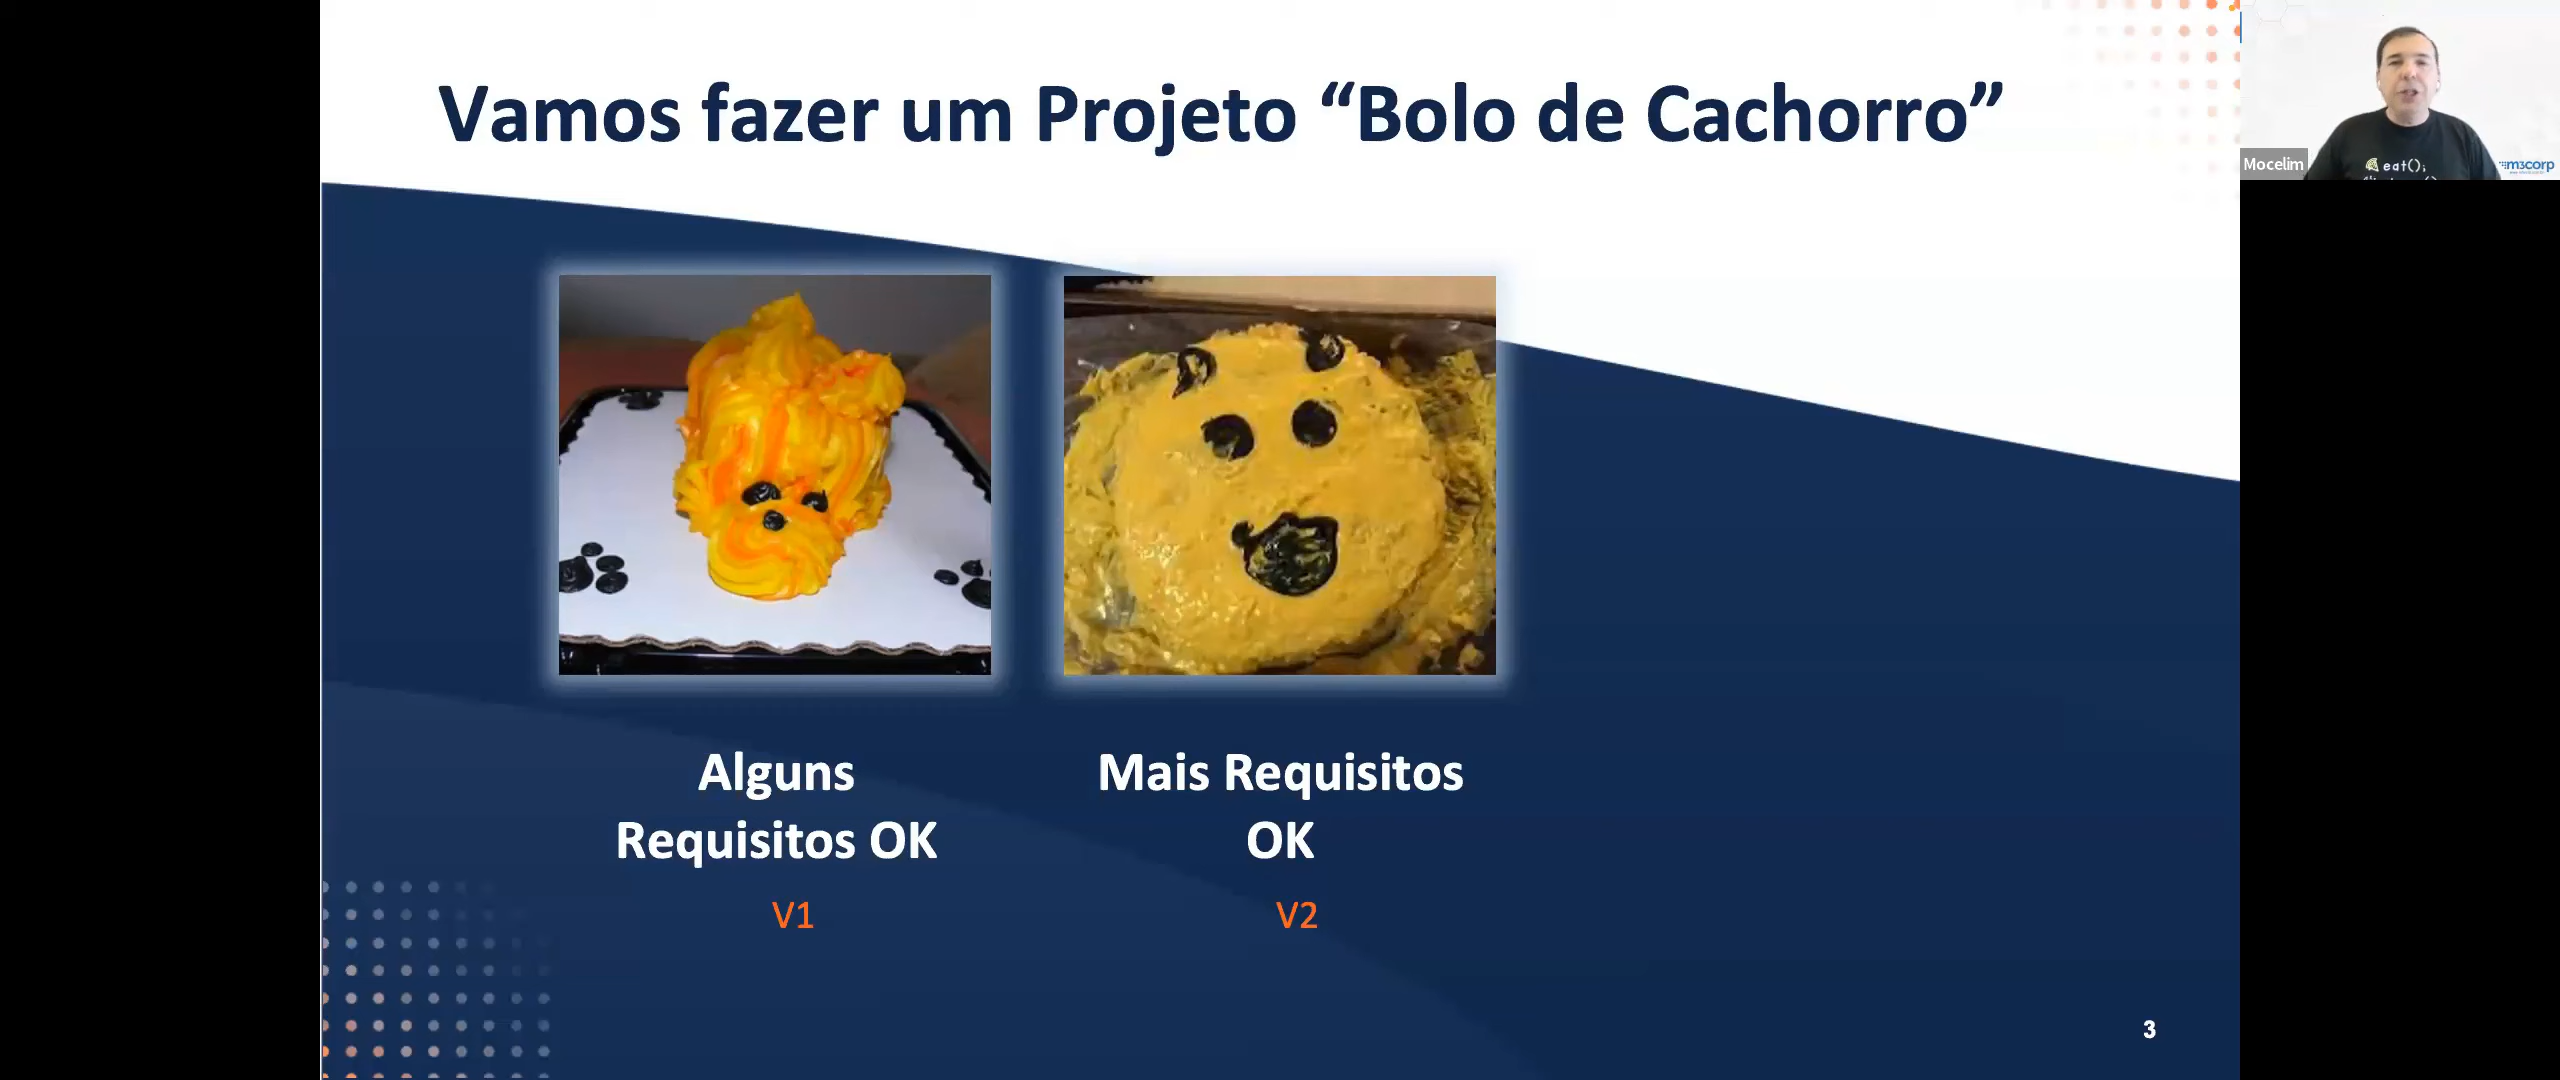 Vamos fazer um Projeto “Bolo de Cachorro”
Mocelim
eat();
m3corp
Alguns
Requisitos OK
V1
Mais Requisitos
OK
V2
3